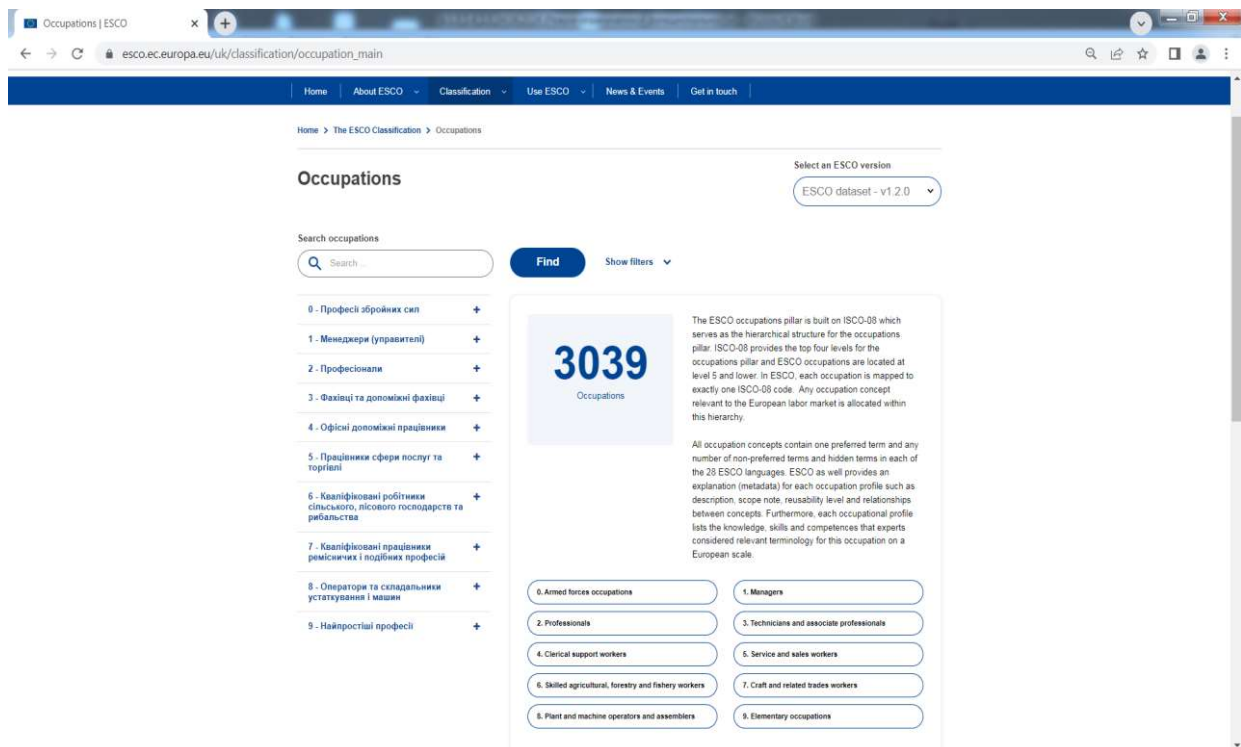 Occupations | ESCO
esco.ec.europa.eu/uk/classification/occupation_main
Home About ESCO Classification Use ESCO News & Events Get in touch
Home > The ESCO Classification > Occupations
Occupations
Select an ESCO version
ESCO dataset - v1.2.0
Search occupations
Search ..
Find
Show filters
0 - Професії збройних сил
1 - Менеджери (управителі)
2 - Професіонали
3 - Фахівці та допоміжні фахівці
4 - Офісні допоміжні працівники
5 - Працівники сфери послуг та
торгівлі
6 - Кваліфіковані робітники
сільського, лісового господарств та
рибальства
7 - Кваліфіковані працівники
ремісничих і подібних професій
8 - Оператори та складальники
устаткування і машин
9 - Найпростіші професії
3039
Occupations
The ESCO occupations pillar is built on ISCO-08 which
serves as the hierarchical structure for the occupations
pillar. ISCO-08 provides the top four levels for the
occupations pillar and ESCO occupations are located at
level 5 and lower. In ESCO, each occupation is mapped to
exactly one ISCO-08 code. Any occupation concept
relevant to the European labor market is allocated within
this hierarchy.
All occupation concepts contain one preferred term and any
number of non-preferred terms and hidden terms in each of
the 28 ESCO languages. ESCO as well provides an
explanation (metadata) for each occupation profile such as
description, scope note, reusability level and relationships
between concepts. Furthermore, each occupational profile
lists the knowledge, skills and competences that experts
considered relevant terminology for this occupation on a
European scale.
0. Armed forces occupations
1. Managers
2. Professionals
3. Technicians and associate professionals
4. Clerical support workers
5. Service and sales workers
6. Skilled agricultural, forestry and fishery workers
7. Craft and related trades workers
8. Plant and machine operators and assemblers
9. Elementary occupations